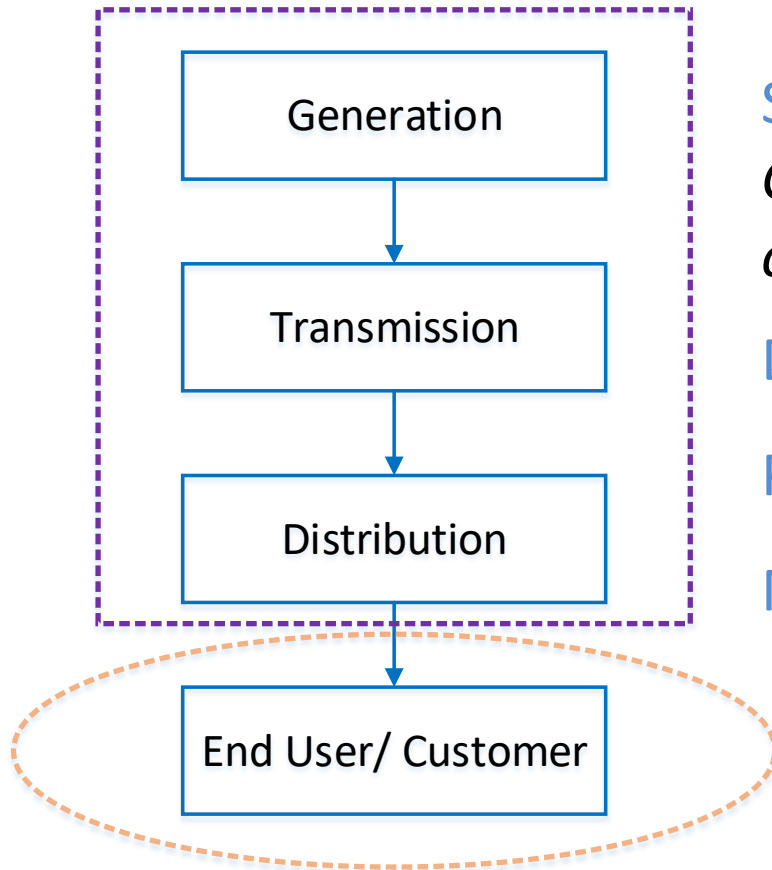 Generation
Transmission
Distribution
End User/ Customer